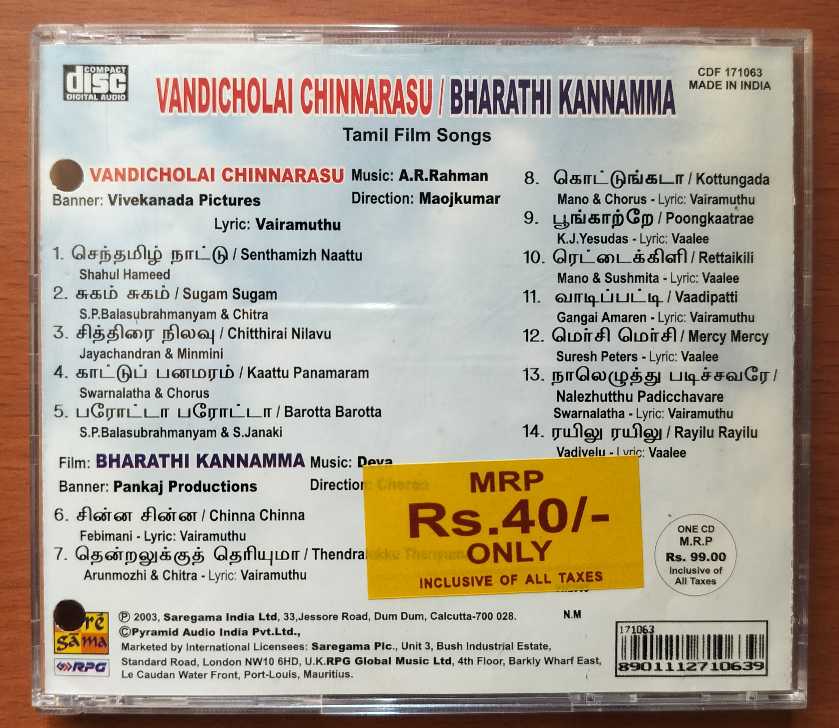 COMPACT
disc
DIGITAL AUDIO
VANDICHOLAI CHINNARASU / BHARATHI KANNAMMA
CDF 171063
MADE IN INDIA
Tamil Film Songs
VANDICHOLAI CHINNARASU Music: A.R.Rahman
Banner: Vivekanada Pictures Direction: Maojkumar
Lyric: Vairamuthu
1. செந்தமிழ் நாட்டு / Senthamizh Naattu
Shahul Hameed
2. சுகம் சுகம் / Sugam Sugam
S.P.Balasubrahmanyam & Chitra
3. சித்திரை நிலவு / Chitthirai Nilavu
Jayachandran & Minmini
4. காட்டுப் பனமரம் / Kaattu Panamaram
Swarnalatha & Chorus
5. பரோட்டா பரோட்டா / Barotta Barotta
S.P.Balasubrahmanyam & S.Janaki
Film: BHARATHI KANNAMMA Music: Deva
Banner: Pankaj Productions Direction: Cheran
6. சின்ன சின்ன / Chinna Chinna
Febimani - Lyric: Vairamuthu
7. தென்றலுக்குத் தெரியுமா / Thendralukku Theriyuma
Arunmozhi & Chitra - Lyric: Vairamuthu
8. கொட்டுங்கடா / Kottungada
Mano & Chorus - Lyric: Vairamuthu
9. பூங்காற்றே / Poongkaatrae
K.J.Yesudas - Lyric: Vaalee
10. ரெட்டைக்கிளி / Rettaikili
Mano & Sushmita - Lyric: Vaalee
11. வாடிப்பட்டி / Vaadipatti
Gangai Amaren - Lyric: Vairamuthu
12. மெர்சி மெர்சி / Mercy Mercy
Suresh Peters - Lyric: Vaalee
13. நாலெழுத்து படிச்சவரே /
Nalezhutthu Padicchavare
Swarnalatha - Lyric: Vairamuthu
14. ரயிலு ரயிலு / Rayilu Rayilu
Vadivelu - Lyric: Vaalee
MRP
Rs.40/-
ONLY
INCLUSIVE OF ALL TAXES
ONE CD
M.R.P
Rs. 99.00
Inclusive of
All Taxes
ré
gama
RPG
℗ 2003, Saregama India Ltd, 33,Jessore Road, Dum Dum, Calcutta-700 028. N.M
©Pyramid Audio India Pvt.Ltd.,
Marketed by International Licensees: Saregama Plc., Unit 3, Bush Industrial Estate,
Standard Road, London NW10 6HD, U.K.RPG Global Music Ltd, 4th Floor, Barkly Wharf East,
Le Caudan Water Front, Port-Louis, Mauritius.
171063
8901112710639